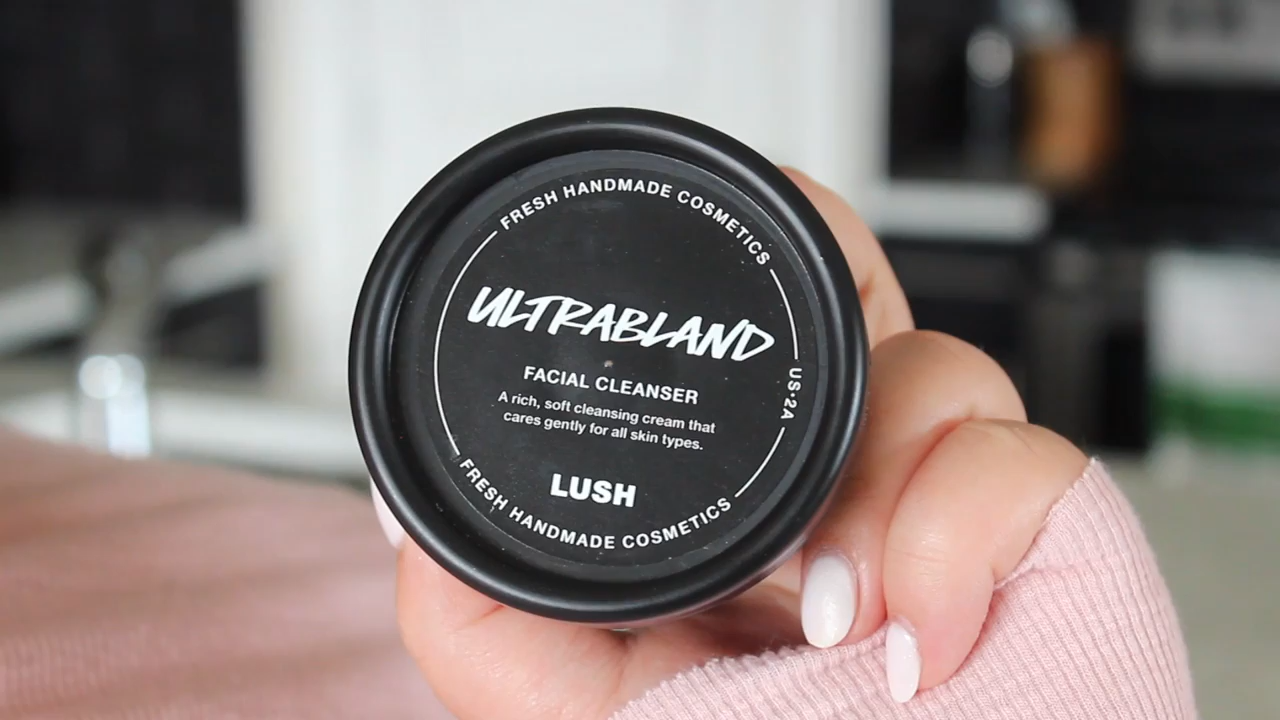 FRESH HANDMADE COSMETICS
ULTRABLAND
FACIAL CLEANSER
A rich, soft cleansing cream that
cares gently for all skin types.
US•2A
LUSH
FRESH HANDMADE COSMETICS